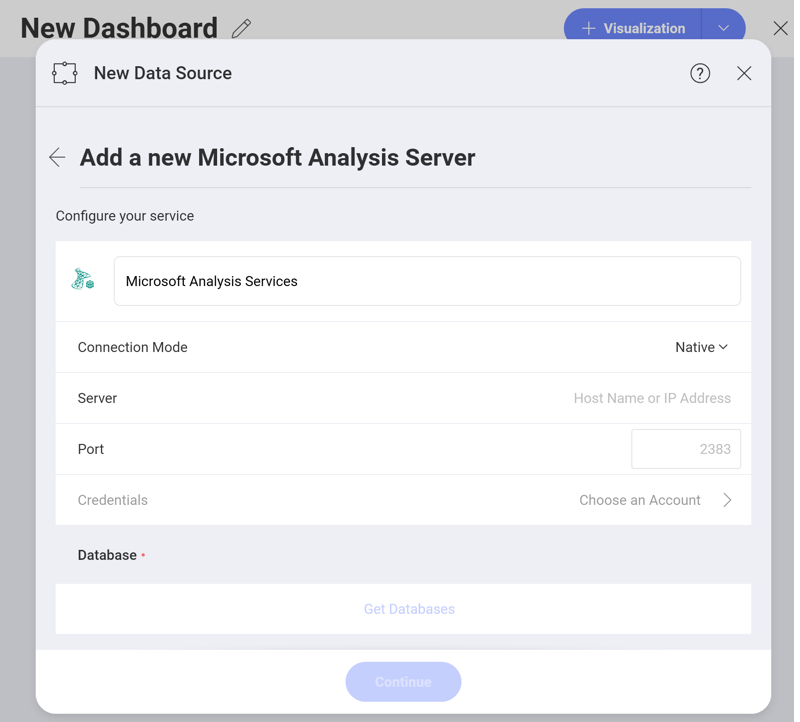 New Dashboard
Visualization
New Data Source
?
Add a new Microsoft Analysis Server
Configure your service
Microsoft Analysis Services
Connection Mode Native
Server Host Name or IP Address
Port 2383
Credentials Choose an Account
Database •
Get Databases
Continue